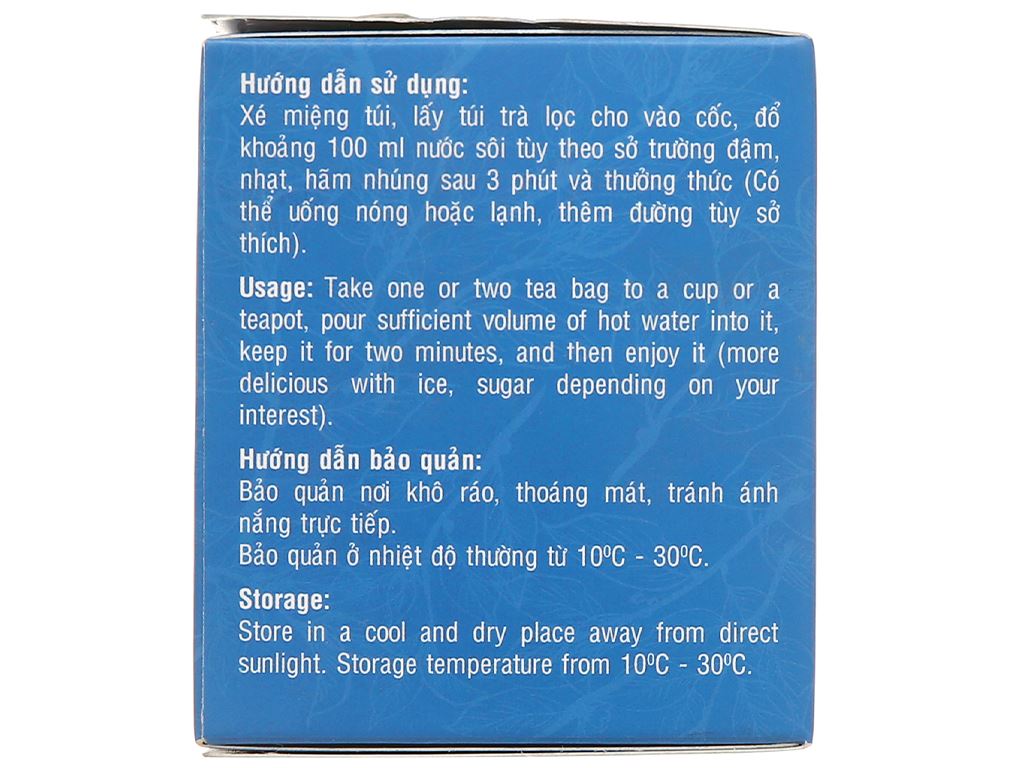 Hướng dẫn sử dụng:
Xé miệng túi, lấy túi trà lọc cho vào cốc, đổ
khoảng 100 ml nước sôi tùy theo sở trường đậm,
nhạt, hãm nhúng sau 3 phút và thưởng thức (Có
thể uống nóng hoặc lạnh, thêm đường tùy sở
thích).
Usage: Take one or two tea bag to a cup or a
teapot, pour sufficient volume of hot water into it,
keep it for two minutes, and then enjoy it (more
delicious with ice, sugar depending on your
interest).
Hướng dẫn bảo quản:
Bảo quản nơi khô ráo, thoáng mát, tránh ánh
nắng trực tiếp.
Bảo quản ở nhiệt độ thường từ 10⁰C - 30⁰C.
Storage:
Store in a cool and dry place away from direct
sunlight. Storage temperature from 10⁰C - 30⁰C.